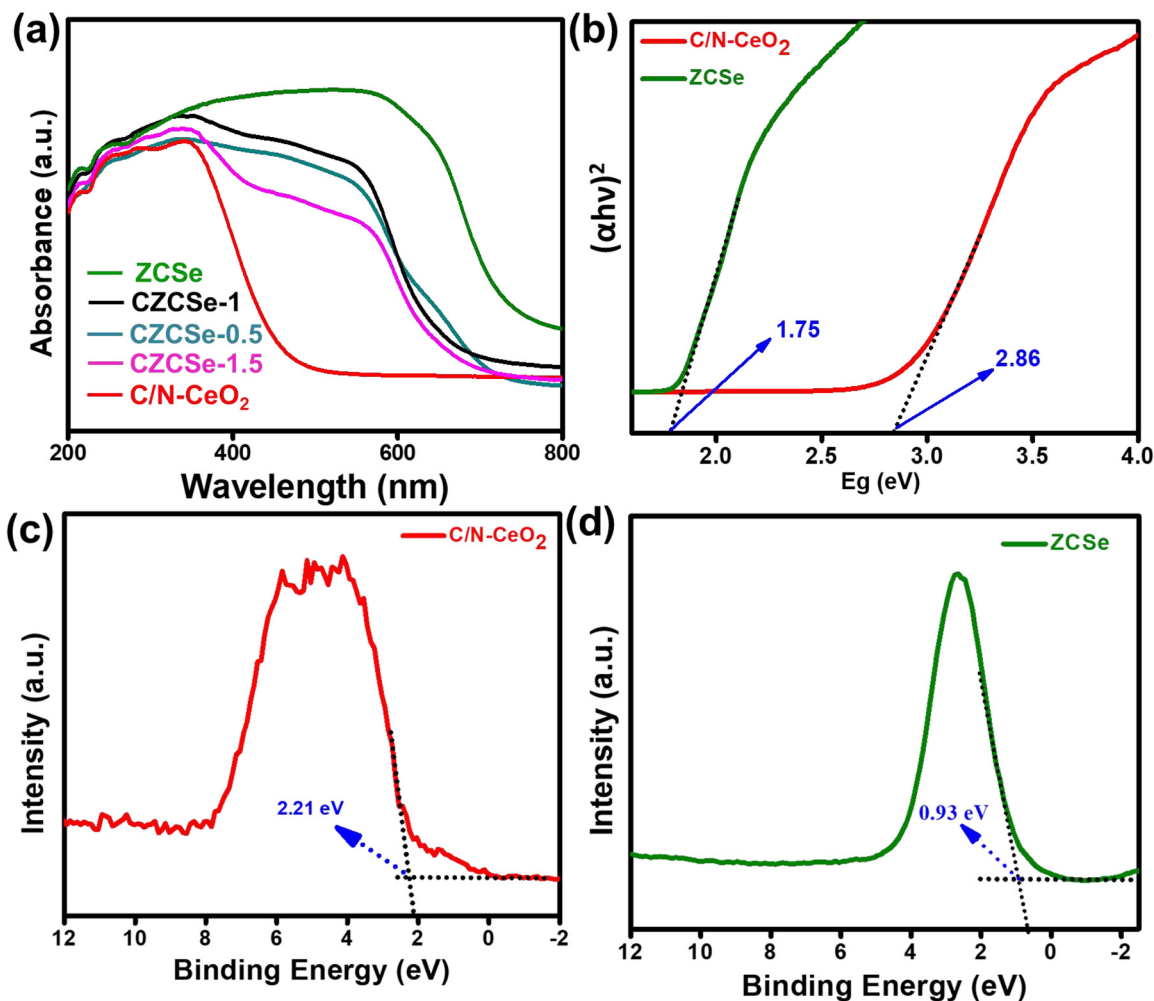 (a)
Absorbance (a.u.)
ZCSe
CZCSe-1
CZCSe-0.5
CZCSe-1.5
C/N-CeO₂
200 400 600 800
Wavelength (nm)
(b)
C/N-CeO₂
ZCSe
(αhν)²
1.75
2.86
2.0 2.5 3.0 3.5 4.0
Eg (eV)
(c)
C/N-CeO₂
Intensity (a.u.)
2.21 eV
12 10 8 6 4 2 0 -2
Binding Energy (eV)
(d)
ZCSe
Intensity (a.u.)
0.93 eV
12 10 8 6 4 2 0 -2
Binding Energy (eV)